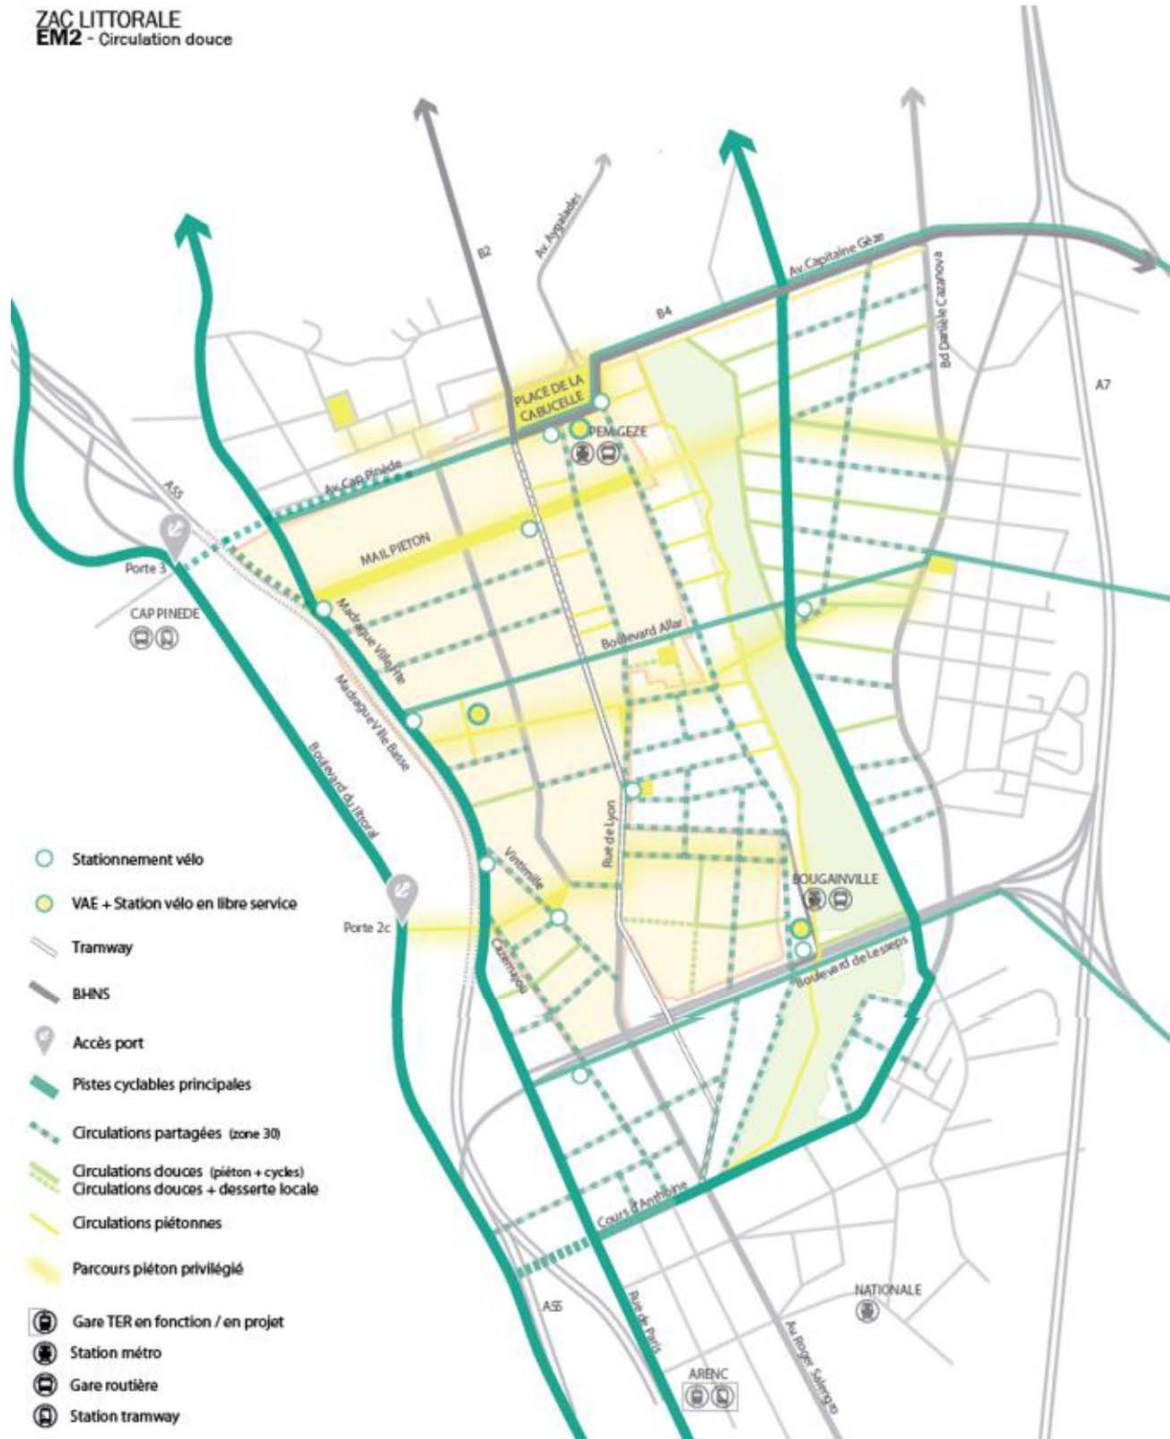 ZAC LITTORALE
EM2 - Circulation douce
B2
Av. Aygalades
Av. Capitaine Gèze
B4
Bd Danièle Cazanova
A7
PLACE DE LA
CABUCELLE
PEM GEZE
Av. Cap Pinède
A55
MAIL PIETON
Porte 3
CAP PINEDE
Madrague Ville Hte
Boulevard Allar
Madrague Ville Basse
Boulevard du littoral
Rue de Lyon
Vintimille
BOUGAINVILLE
Porte 2c
Cazemajou
Boulevard de Lesseps
Cours d'Anthoine
A55
Rue de Paris
NATIONALE
Av. Roger Salengro
ARENC
Stationnement vélo
VAE + Station vélo en libre service
Tramway
BHNS
Accès port
Pistes cyclables principales
Circulations partagées (zone 30)
Circulations douces (piéton + cycles)
Circulations douces + desserte locale
Circulations piétonnes
Parcours piéton privilégié
Gare TER en fonction / en projet
Station métro
Gare routière
Station tramway